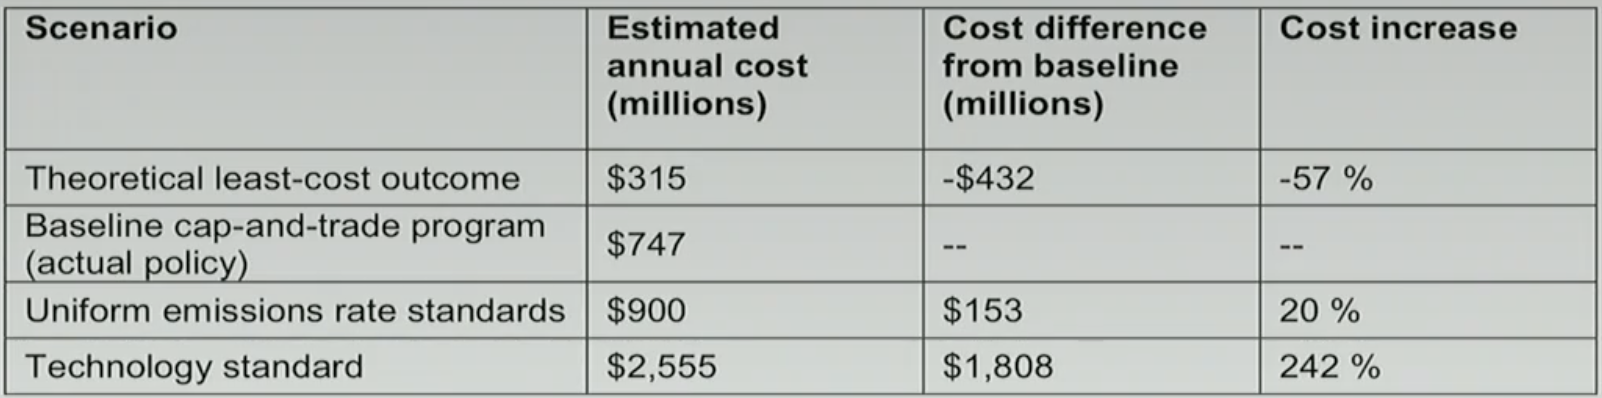 Scenario
Estimated annual cost (millions)
Cost difference from baseline (millions)
Cost increase
Theoretical least-cost outcome
$315
-$432
-57 %
Baseline cap-and-trade program (actual policy)
$747
--
--
Uniform emissions rate standards
$900
$153
20 %
Technology standard
$2,555
$1,808
242 %